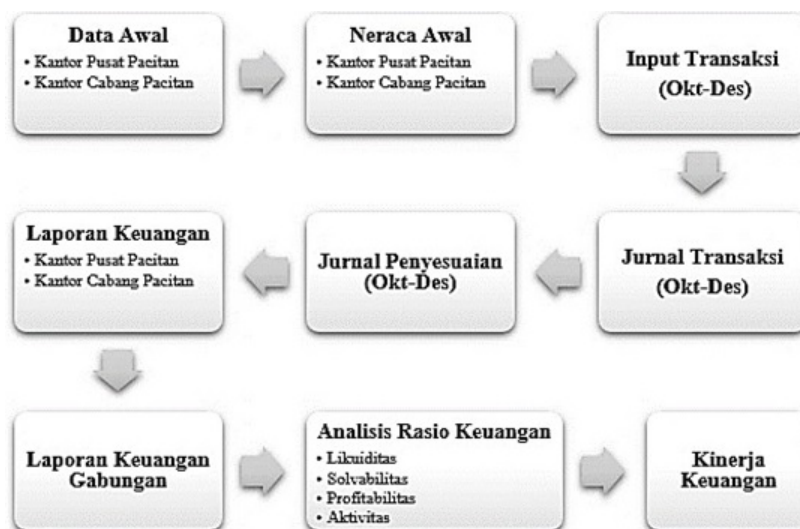 Data Awal
• Kantor Pusat Pacitan
• Kantor Cabang Pacitan
Neraca Awal
• Kantor Pusat Pacitan
• Kantor Cabang Pacitan
Input Transaksi
(Okt-Des)
Jurnal Transaksi
(Okt-Des)
Jurnal Penyesuaian
(Okt-Des)
Laporan Keuangan
• Kantor Pusat Pacitan
• Kantor Cabang Pacitan
Laporan Keuangan
Gabungan
Analisis Rasio Keuangan
• Likuiditas
• Solvabilitas
• Profitabilitas
• Aktivitas
Kinerja
Keuangan